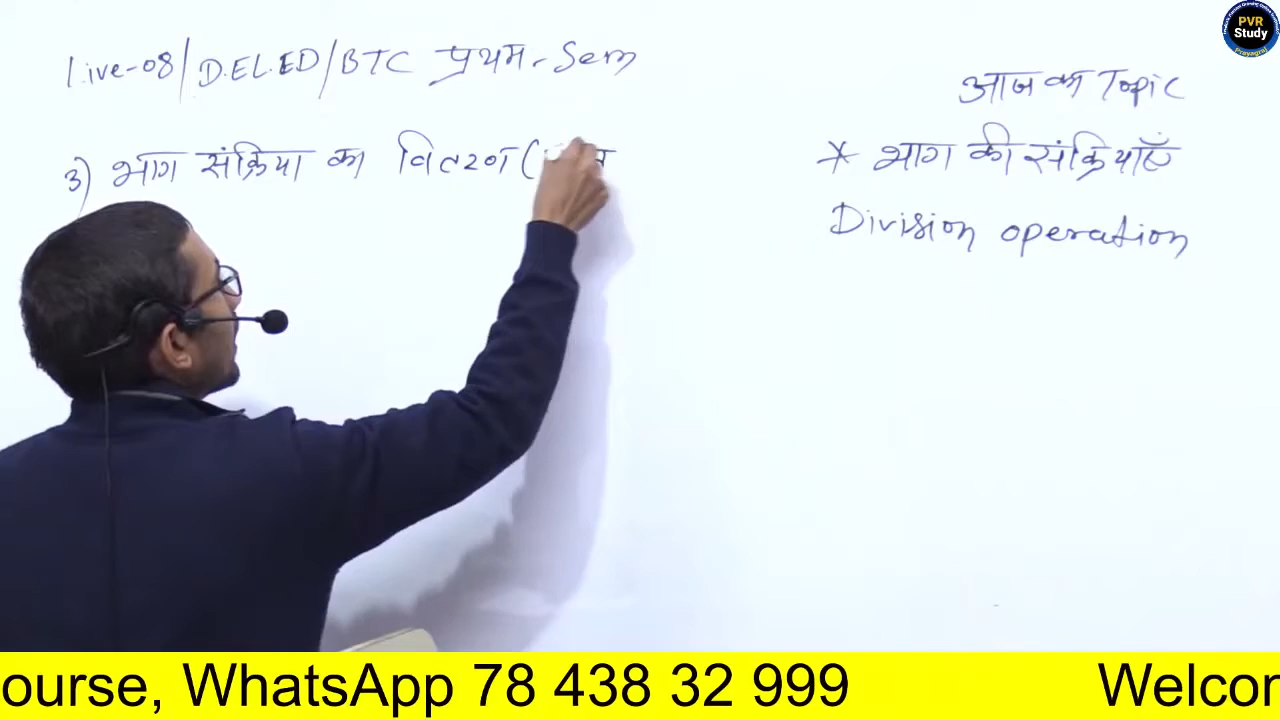 Live-08/D.EL.ED/BTC प्रथम - Sem
आज का Topic
3) भाग संक्रिया का वितरण (
* भाग की संक्रियाएँ
Division operation
PVR
Study
Prayagraj
ourse, WhatsApp 78 438 32 999 Welcor